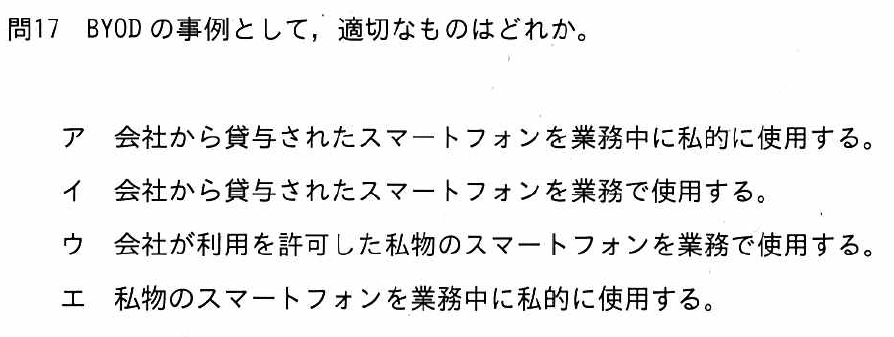 問17 BYODの事例として，適切なものはどれか。
ア 会社から貸与されたスマートフォンを業務中に私的に使用する。
イ 会社から貸与されたスマートフォンを業務で使用する。
ウ 会社が利用を許可した私物のスマートフォンを業務で使用する。
エ 私物のスマートフォンを業務中に私的に使用する。